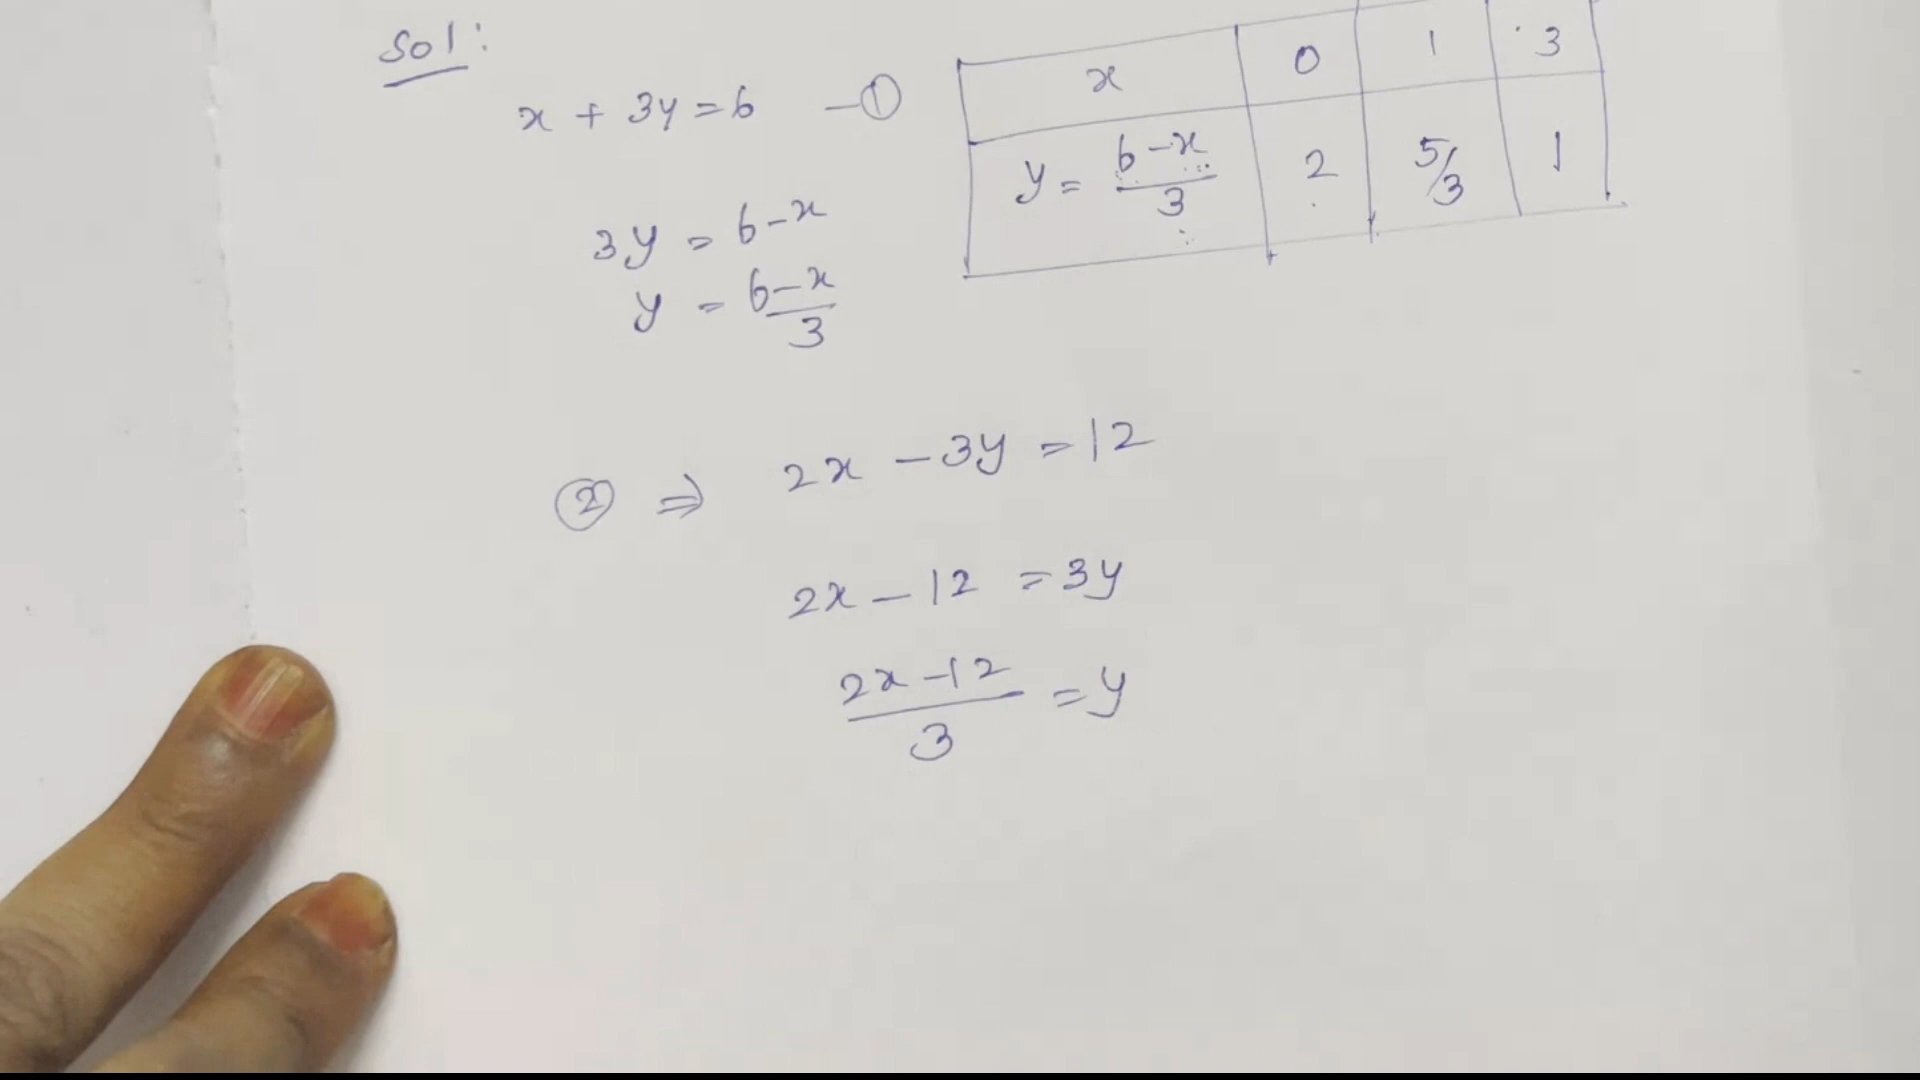 Sol:
x + 3y = 6 — ①
3y = 6 - x
y = 6 - x / 3
x 0 1 3
y = 6 - x / 3 2 5/3 1
② ⇒ 2x - 3y = 12
2x - 12 = 3y
2x - 12 / 3 = y